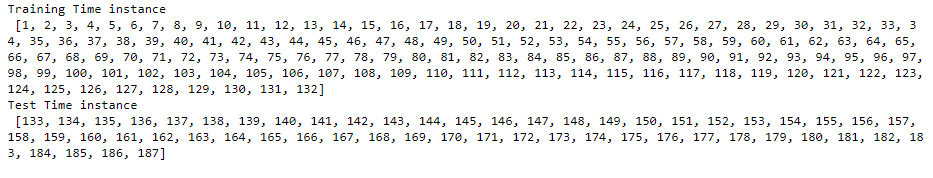 Training Time instance
[1, 2, 3, 4, 5, 6, 7, 8, 9, 10, 11, 12, 13, 14, 15, 16, 17, 18, 19, 20, 21, 22, 23, 24, 25, 26, 27, 28, 29, 30, 31, 32, 33, 3
4, 35, 36, 37, 38, 39, 40, 41, 42, 43, 44, 45, 46, 47, 48, 49, 50, 51, 52, 53, 54, 55, 56, 57, 58, 59, 60, 61, 62, 63, 64, 65,
66, 67, 68, 69, 70, 71, 72, 73, 74, 75, 76, 77, 78, 79, 80, 81, 82, 83, 84, 85, 86, 87, 88, 89, 90, 91, 92, 93, 94, 95, 96, 97,
98, 99, 100, 101, 102, 103, 104, 105, 106, 107, 108, 109, 110, 111, 112, 113, 114, 115, 116, 117, 118, 119, 120, 121, 122, 123,
124, 125, 126, 127, 128, 129, 130, 131, 132]
Test Time instance
[133, 134, 135, 136, 137, 138, 139, 140, 141, 142, 143, 144, 145, 146, 147, 148, 149, 150, 151, 152, 153, 154, 155, 156, 157,
158, 159, 160, 161, 162, 163, 164, 165, 166, 167, 168, 169, 170, 171, 172, 173, 174, 175, 176, 177, 178, 179, 180, 181, 182, 18
3, 184, 185, 186, 187]